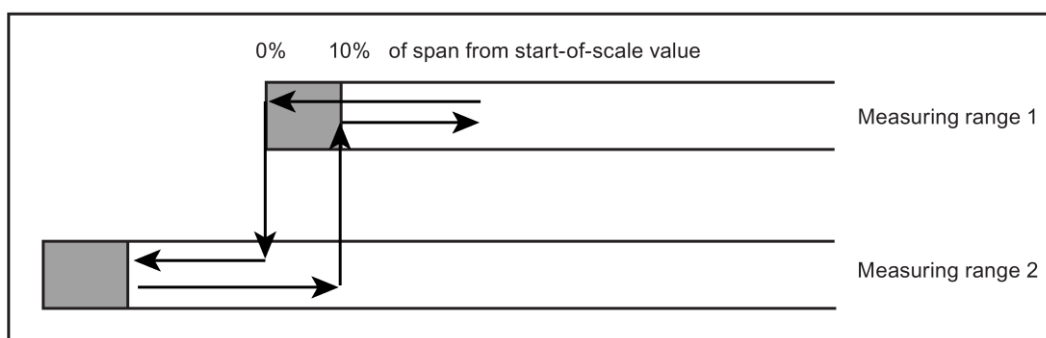 0% 10% of span from start-of-scale value
Measuring range 1
Measuring range 2